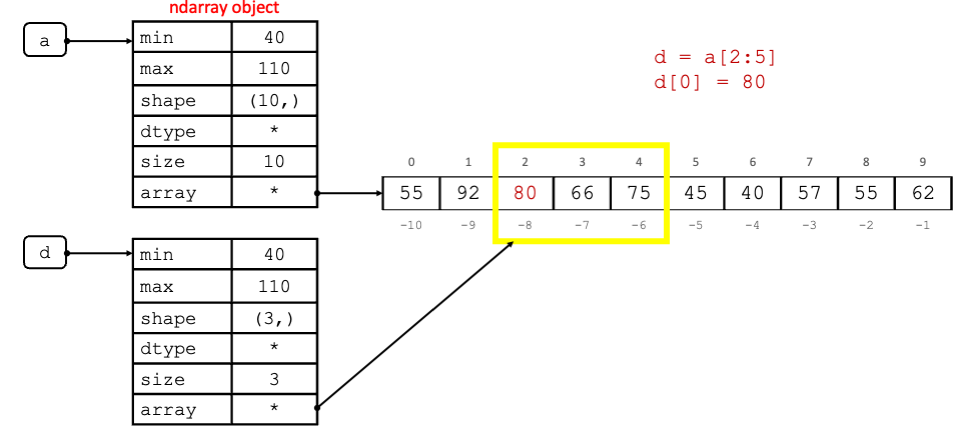 ndarray object
a
min 40
max 110
shape (10,)
dtype *
size 10
array *
d = a[2:5]
d[0] = 80
0 1 2 3 4 5 6 7 8 9
55 92 80 66 75 45 40 57 55 62
-10 -9 -8 -7 -6 -5 -4 -3 -2 -1
d
min 40
max 110
shape (3,)
dtype *
size 3
array *